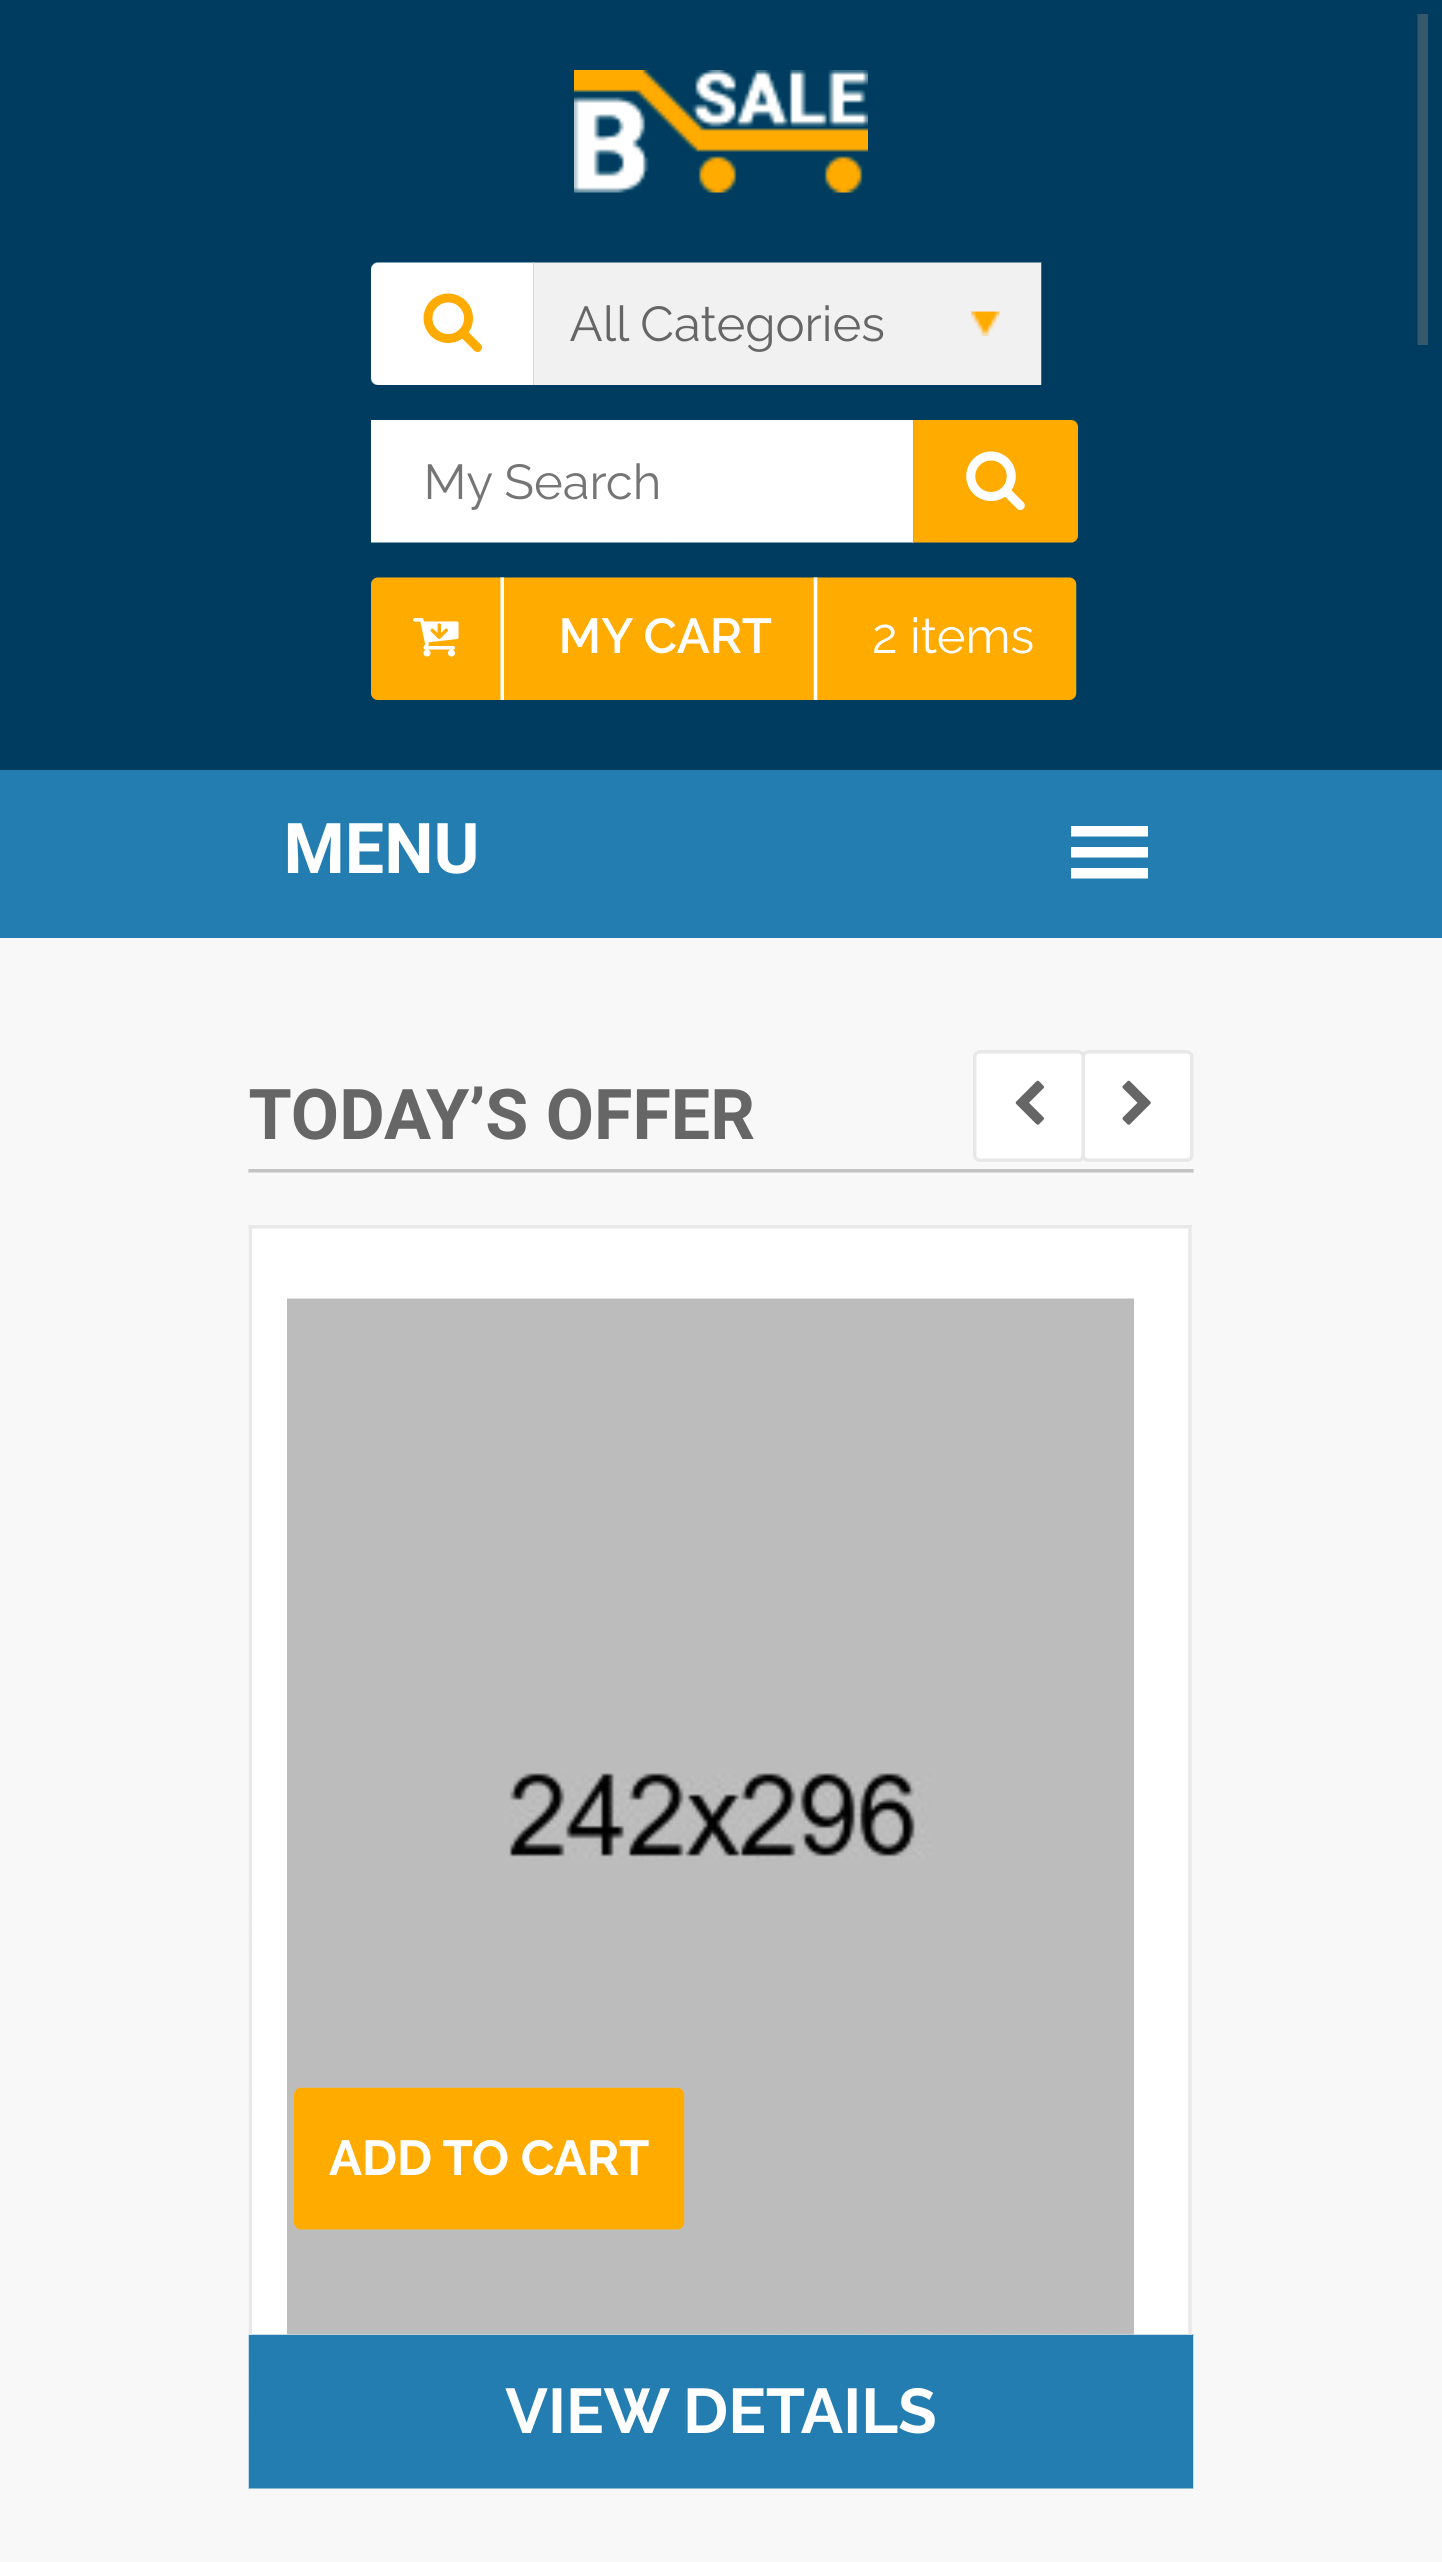 B SALE
All Categories
My Search
MY CART 2 items
MENU
TODAY’S OFFER
242x296
ADD TO CART
VIEW DETAILS